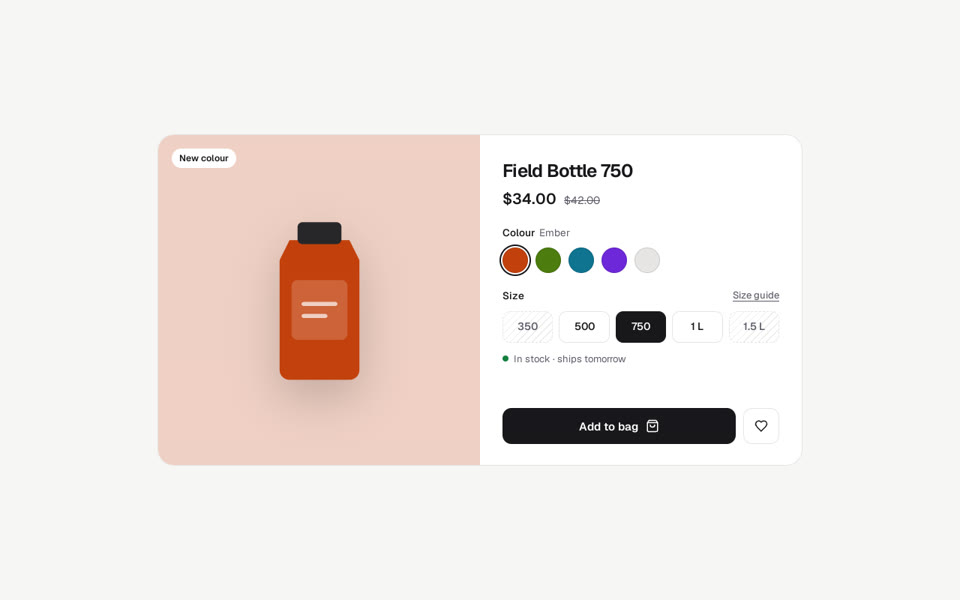 New colour
Field Bottle 750
$34.00 $42.00
Colour Ember
Size Size guide
350 500 750 1 L 1.5 L
In stock · ships tomorrow
Add to bag